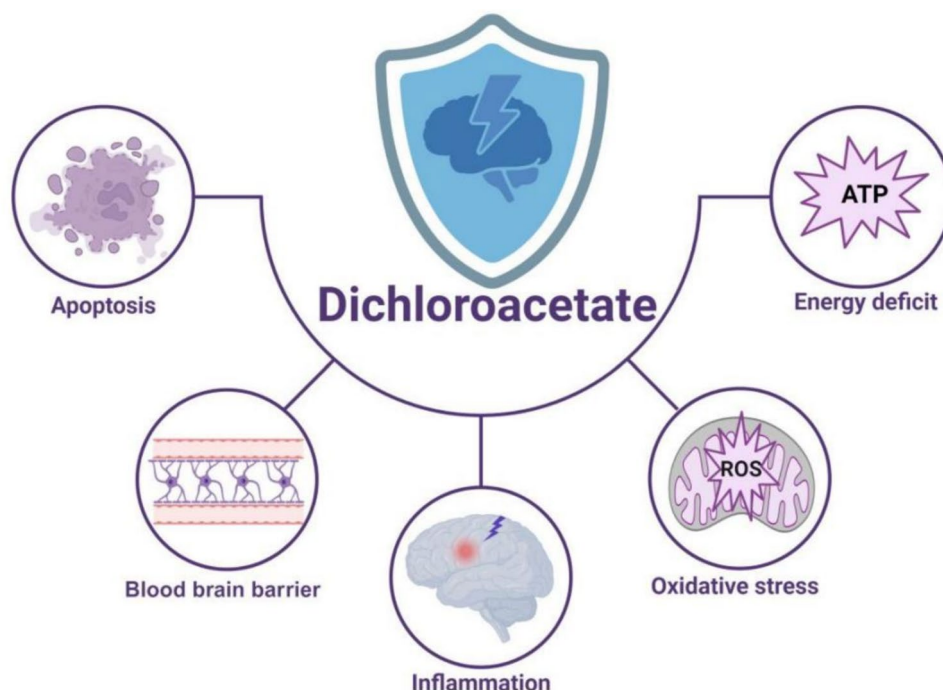 ATP
Dichloroacetate
Apoptosis
Energy deficit
ROS
Blood brain barrier
Oxidative stress
Inflammation